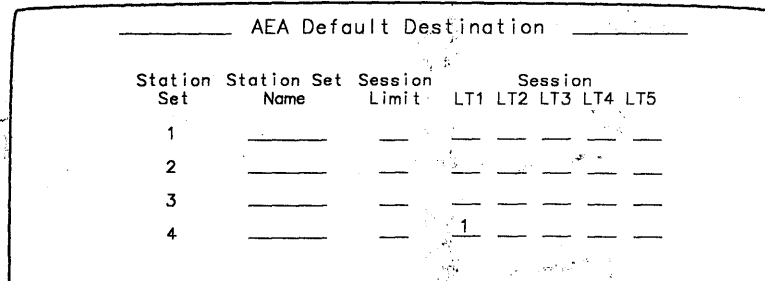 AEA Default Destination
Station Station Set Session Session
Set Name Limit LT1 LT2 LT3 LT4 LT5
1
2
3
4 1